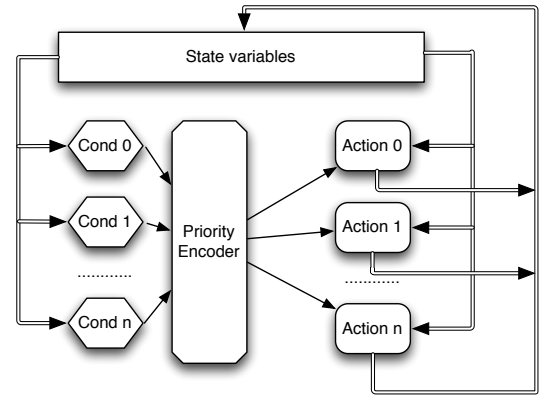 State variables
Cond 0
Action 0
Cond 1
Priority
Encoder
Action 1
............
............
Cond n
Action n